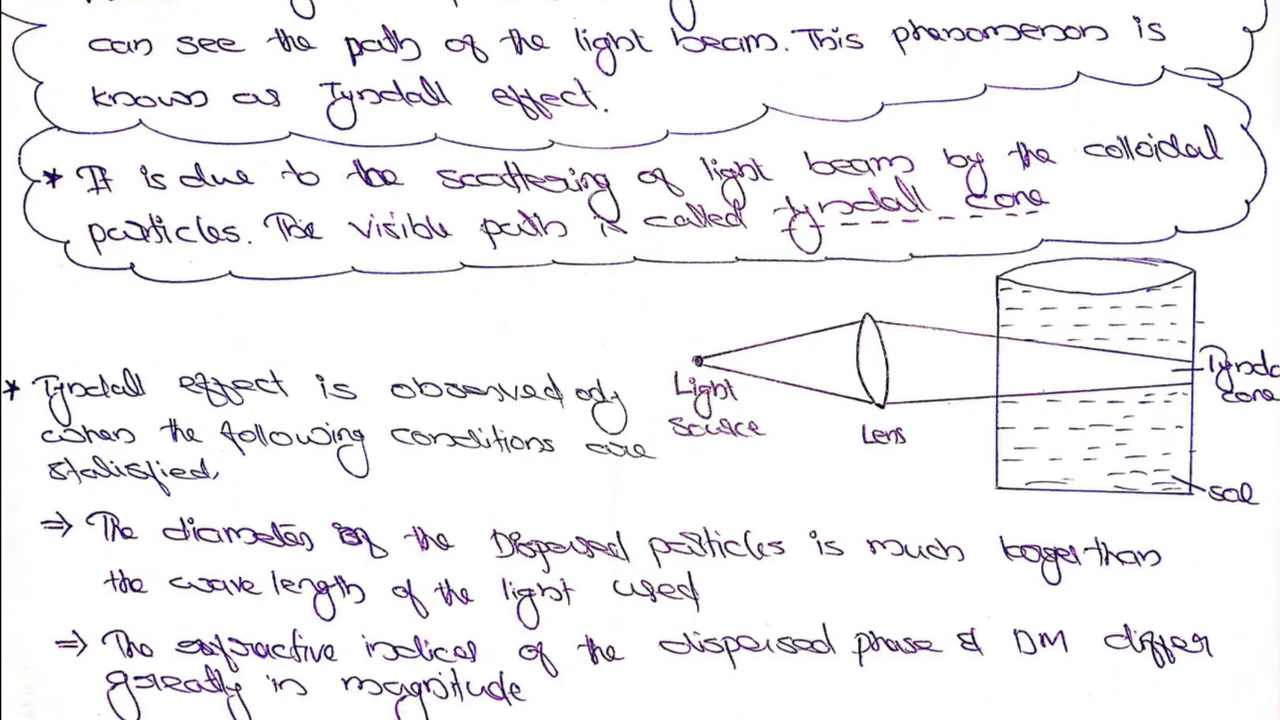 can see the path of the light beam. This phenomenon is
known as Tyndall effect.
* It is due to the scattering of light beam by the colloidal
particles. The visible path is called tyndall cone
* Tyndall effect is observed only
when the following conditions are
stalisfied,
Light
source
Lens
Tynda
cone
sol
⇒ The diameter of the Dispersed particles is much than
the wave length of the light used
⇒ The refractive indices of the dispersed phase & DM differ
greatly in magnitude